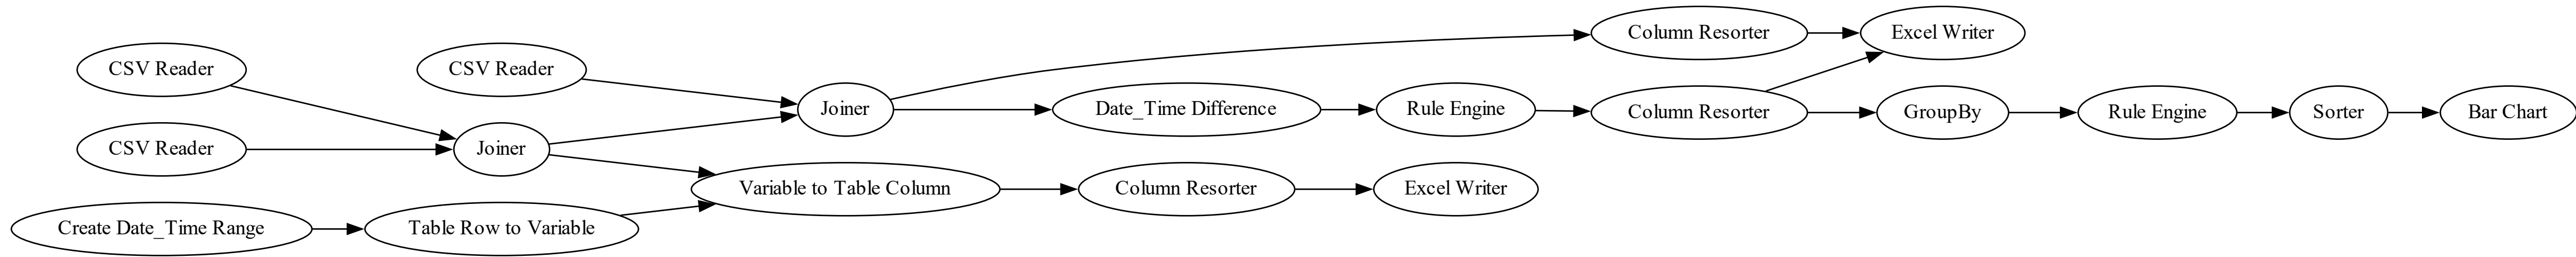 Column Resorter
Excel Writer
CSV Reader
CSV Reader
Joiner
Date_Time Difference
Rule Engine
Column Resorter
GroupBy
Rule Engine
Sorter
Bar Chart
CSV Reader
Joiner
Variable to Table Column
Column Resorter
Excel Writer
Create Date_Time Range
Table Row to Variable